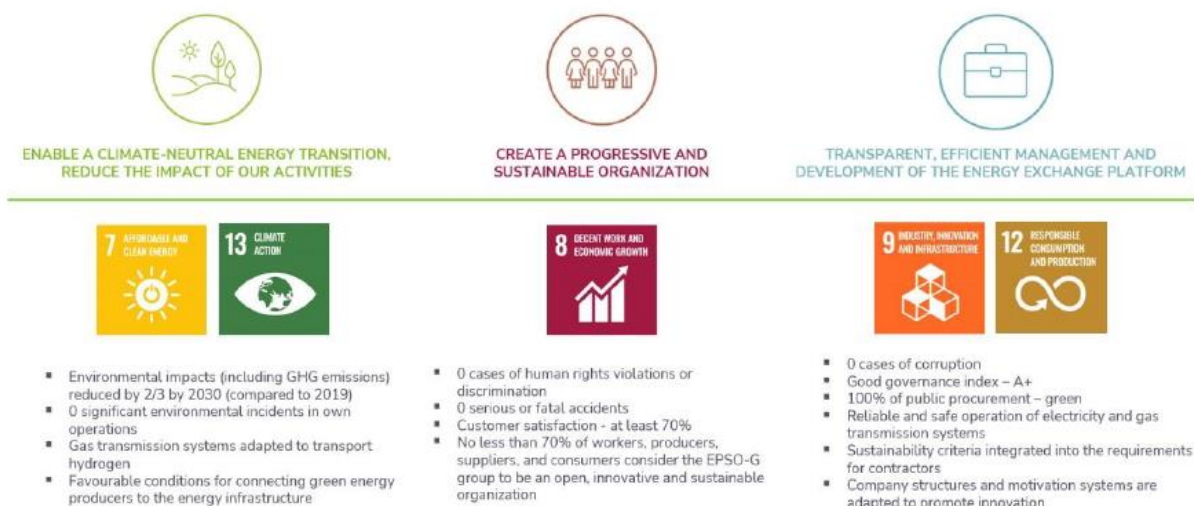 ENABLE A CLIMATE-NEUTRAL ENERGY TRANSITION,
REDUCE THE IMPACT OF OUR ACTIVITIES
CREATE A PROGRESSIVE AND
SUSTAINABLE ORGANIZATION
TRANSPARENT, EFFICIENT MANAGEMENT AND
DEVELOPMENT OF THE ENERGY EXCHANGE PLATFORM
7 AFFORDABLE AND
CLEAN ENERGY
13 CLIMATE
ACTION
8 DECENT WORK AND
ECONOMIC GROWTH
9 INDUSTRY, INNOVATION
AND INFRASTRUCTURE
12 RESPONSIBLE
CONSUMPTION
AND PRODUCTION
▪ Environmental impacts (including GHG emissions)
reduced by 2/3 by 2030 (compared to 2019)
▪ 0 significant environmental incidents in own
operations
▪ Gas transmission systems adapted to transport
hydrogen
▪ Favourable conditions for connecting green energy
producers to the energy infrastructure
▪ 0 cases of human rights violations or
discrimination
▪ 0 serious or fatal accidents
▪ Customer satisfaction - at least 70%
▪ No less than 70% of workers, producers,
suppliers, and consumers consider the EPSO-G
group to be an open, innovative and sustainable
organization
▪ 0 cases of corruption
▪ Good governance index – A+
▪ 100% of public procurement – green
▪ Reliable and safe operation of electricity and gas
transmission systems
▪ Sustainability criteria integrated into the requirements
for contractors
▪ Company structures and motivation systems are
adapted to promote innovation